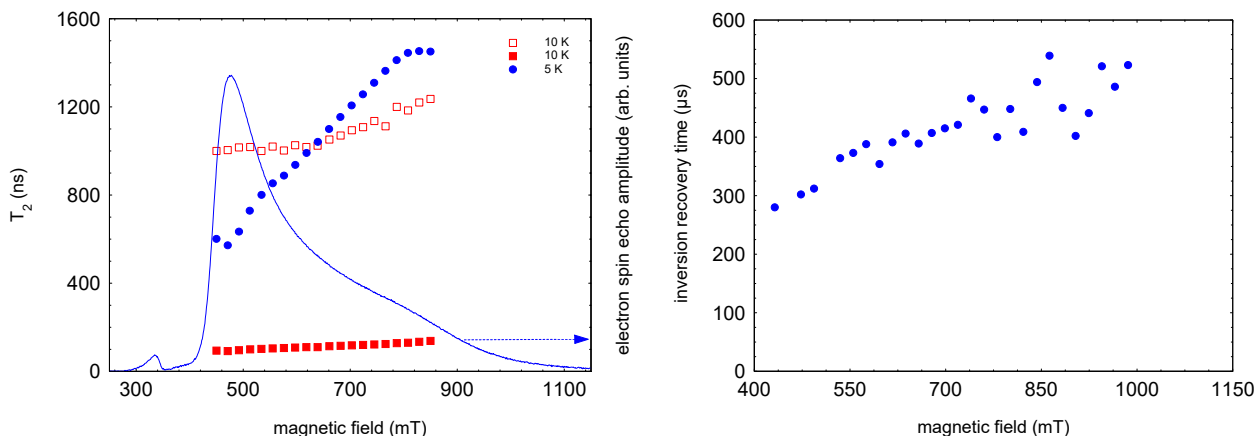 1600
1200
800
400
0
T2 (ns)
250
500
700
900
1100
magnetic field (mT)
10 K
10 K
5 K
electron spin echo amplitude (arb. units)
600
500
400
300
200
100
0
inversion recovery time (µs)
400
550
700
850
1000
1150
magnetic field (mT)